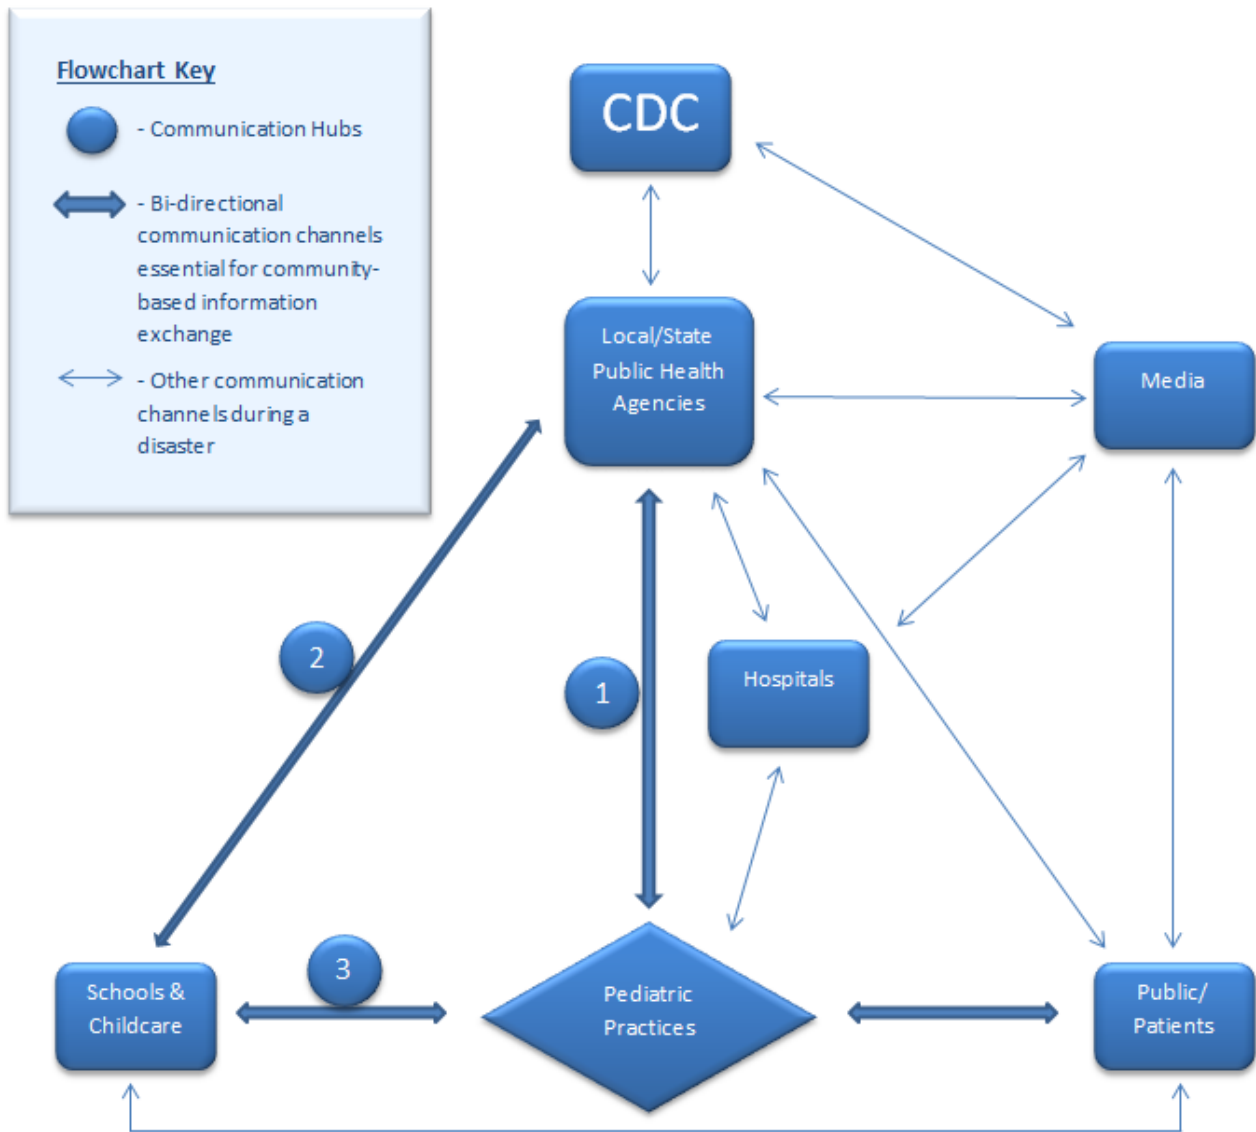 Flowchart Key
- Communication Hubs
- Bi-directional
communication channels
essential for community-
based information
exchange
- Other communication
channels during a
disaster
CDC
Local/State
Public Health
Agencies
Media
2
1
Hospitals
3
Schools &
Childcare
Pediatric
Practices
Public/
Patients